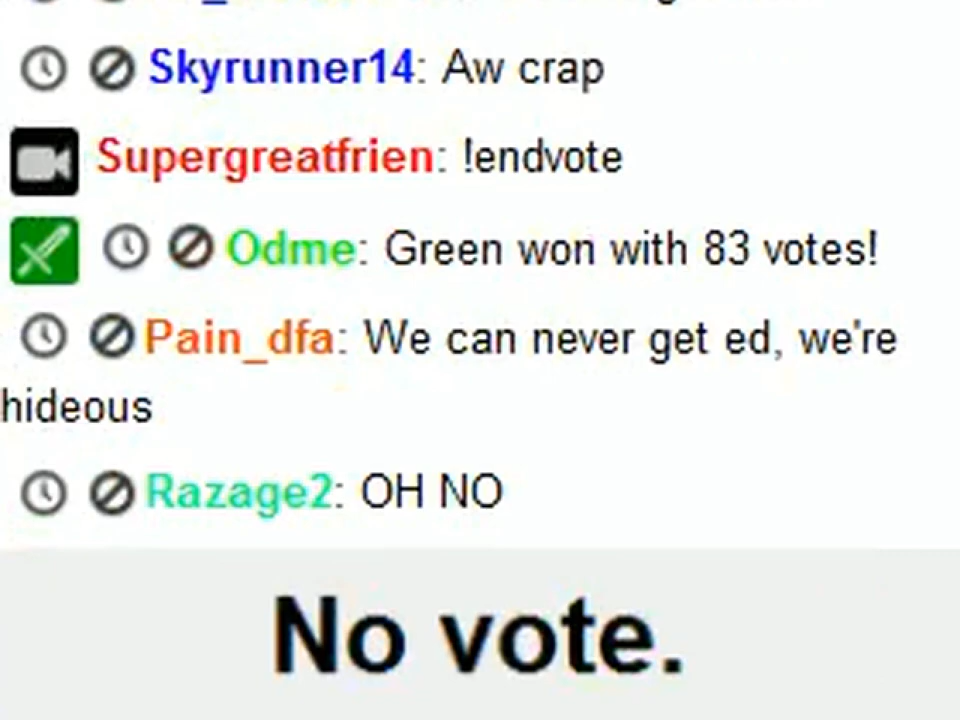 Skyrunner14: Aw crap
Supergreatfrien: !endvote
Odme: Green won with 83 votes!
Pain_dfa: We can never get ed, we're
hideous
Razage2: OH NO
No vote.